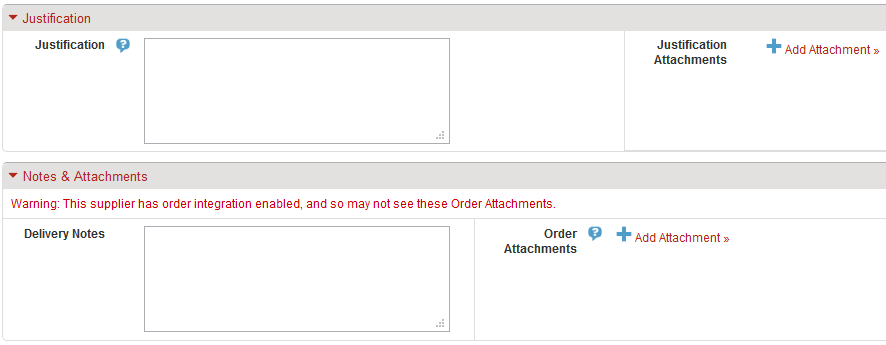 Justification
Justification ?
Justification
Attachments
Add Attachment »
Notes & Attachments
Warning: This supplier has order integration enabled, and so may not see these Order Attachments.
Delivery Notes
Order
Attachments
?
Add Attachment »